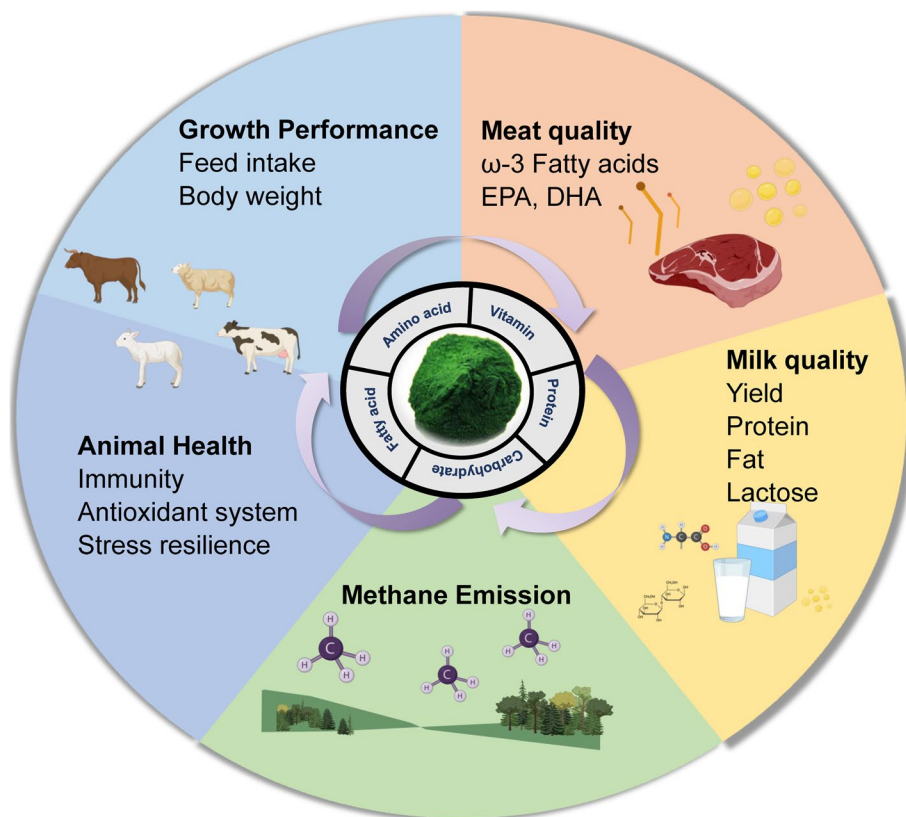 Growth Performance
Feed intake
Body weight
Meat quality
ω-3 Fatty acids
EPA, DHA
Milk quality
Yield
Protein
Fat
Lactose
Animal Health
Immunity
Antioxidant system
Stress resilience
Methane Emission
Amino acid
Vitamin
Protein
Carbohydrate
Fatty acid
H
H
C
H
H
H
H
C
H
H
H
H
C
H
H
H
H
N
C
C
O
O
H